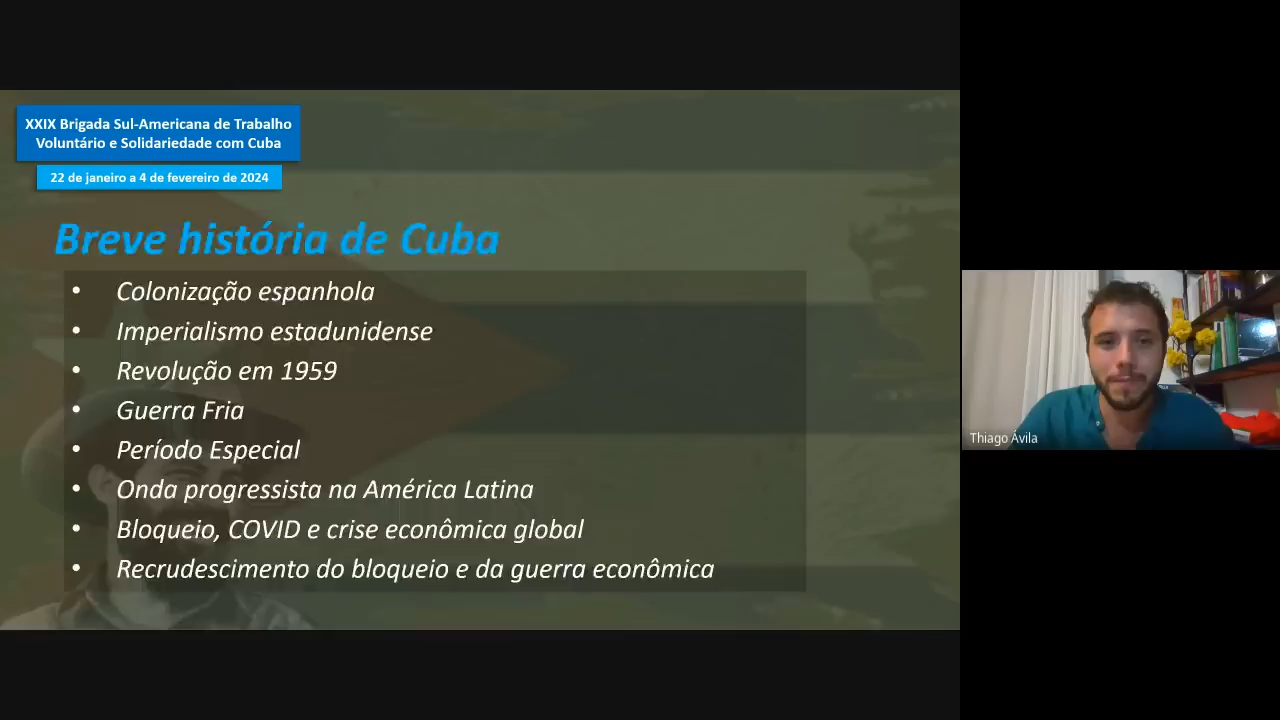 XXIX Brigada Sul-Americana de Trabalho
Voluntário e Solidariedade com Cuba
22 de janeiro a 4 de fevereiro de 2024
Breve história de Cuba
• Colonização espanhola
• Imperialismo estadunidense
• Revolução em 1959
• Guerra Fria
• Período Especial
• Onda progressista na América Latina
• Bloqueio, COVID e crise econômica global
• Recrudescimento do bloqueio e da guerra econômica
Thiago Ávila